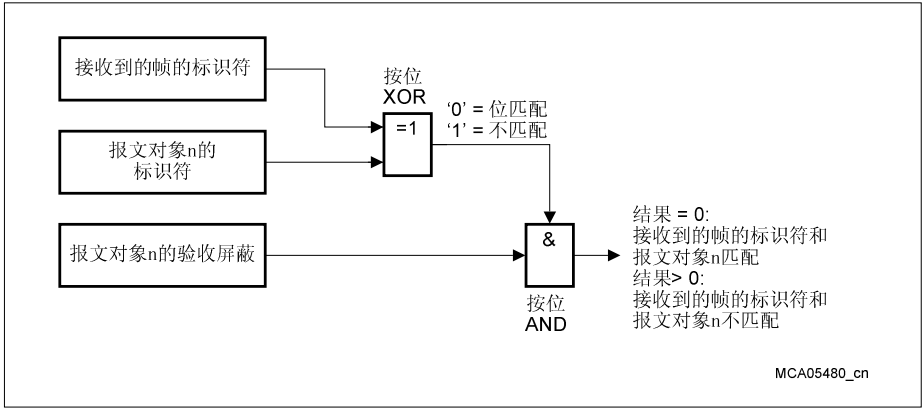 接收到的帧的标识符
按位
XOR
=1
‘0’ = 位匹配
‘1’ = 不匹配
报文对象n的
标识符
报文对象n的验收屏蔽
&
按位
AND
结果 = 0:
接收到的帧的标识符和
报文对象n匹配
结果> 0:
接收到的帧的标识符和
报文对象n不匹配
MCA05480_cn